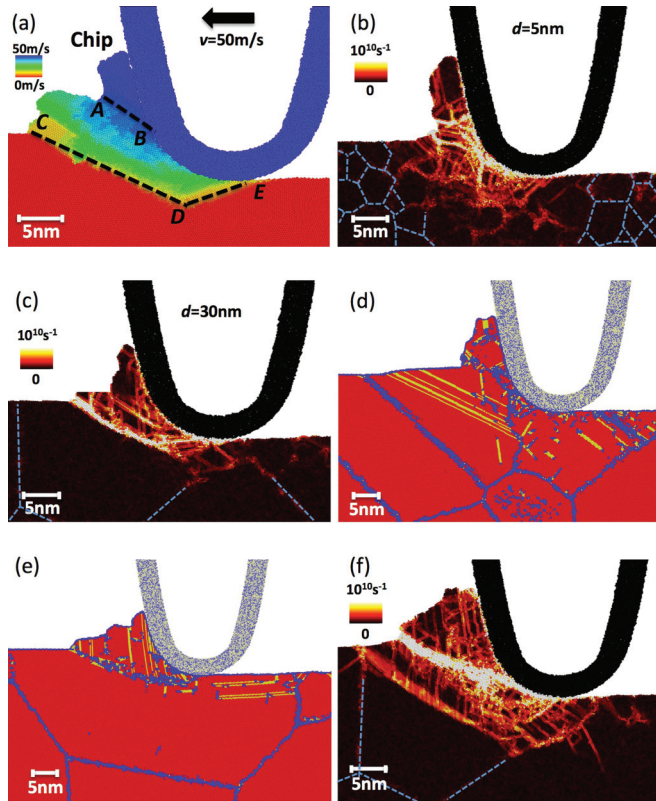 (a)
v=50m/s
50m/s
0m/s
Chip
A
B
C
D
E
5nm
(b)
d=5nm
10¹⁰s⁻¹
0
5nm
(c)
d=30nm
10¹⁰s⁻¹
0
5nm
(d)
5nm
(e)
5nm
(f)
10¹⁰s⁻¹
0
5nm